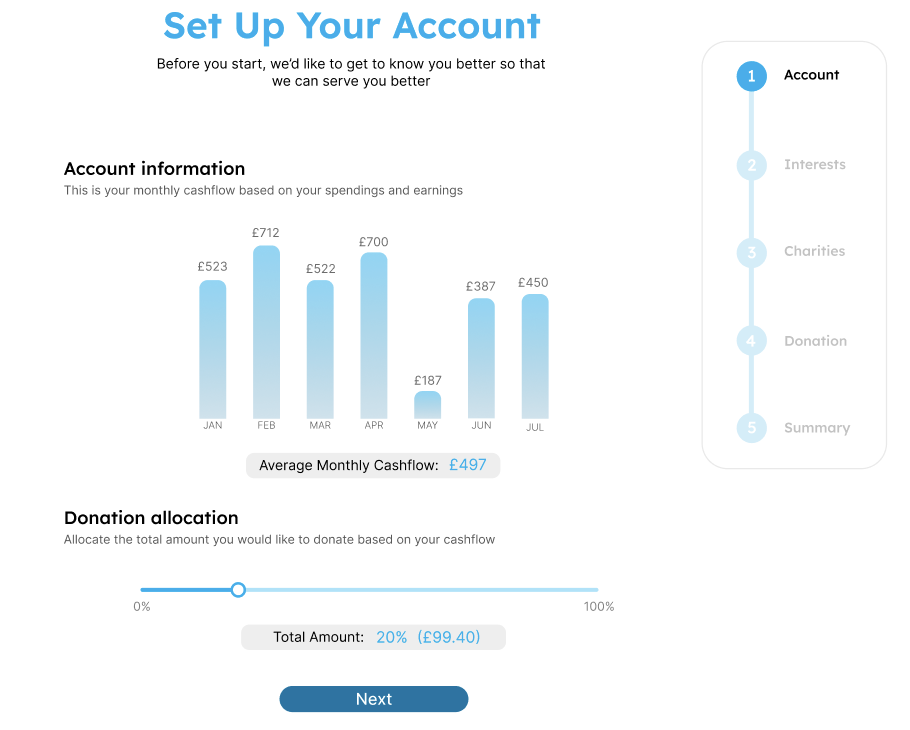 Set Up Your Account
Before you start, we’d like to get to know you better so that
we can serve you better
Account information
This is your monthly cashflow based on your spendings and earnings
£523
£712
£522
£700
£187
£387
£450
JAN
FEB
MAR
APR
MAY
JUN
JUL
Average Monthly Cashflow: £497
Donation allocation
Allocate the total amount you would like to donate based on your cashflow
0%
100%
Total Amount: 20% (£99.40)
Next
1 Account
2 Interests
3 Charities
4 Donation
5 Summary